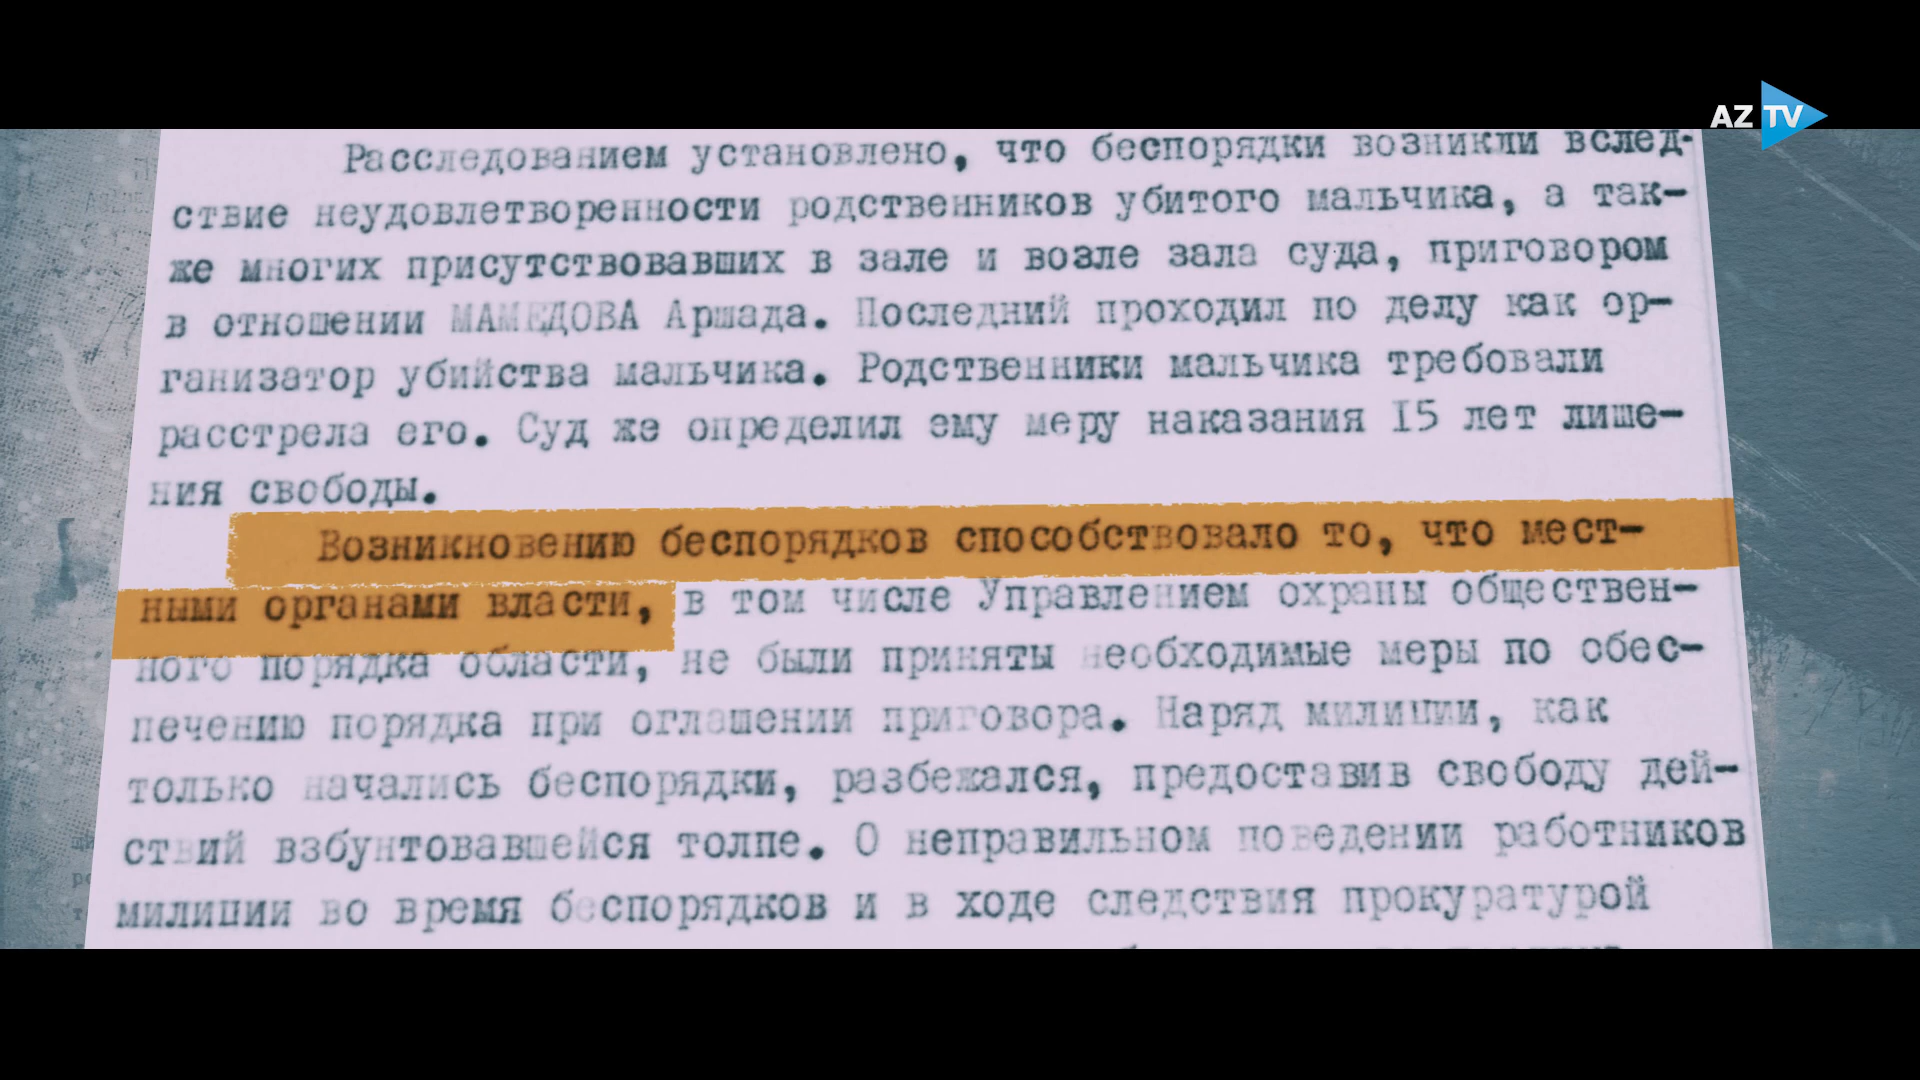 AZ TV
Расследованием установлено, что беспорядки возникли вслед-
ствие неудовлетворенности родственников убитого мальчика, а так-
же многих присутствовавших в зале и возле зала суда, приговором
в отношении МАМЕДОВА Аршада. Последний проходил по делу как ор-
ганизатор убийства мальчика. Родственники мальчика требовали
расстрела его. Суд же определил ему меру наказания 15 лет лише-
ния свободы.
Возникновению беспорядков способствовало то, что мест-
ными органами власти, в том числе Управлением охраны обществен-
ного порядка области, не были приняты необходимые меры по обес-
печению порядка при оглашении приговора. Наряд милиции, как
только начались беспорядки, разбежался, предоставив свободу дей-
ствий взбунтовавшейся толпе. О неправильном поведении работников
милиции во время беспорядков и в ходе следствия прокуратурой